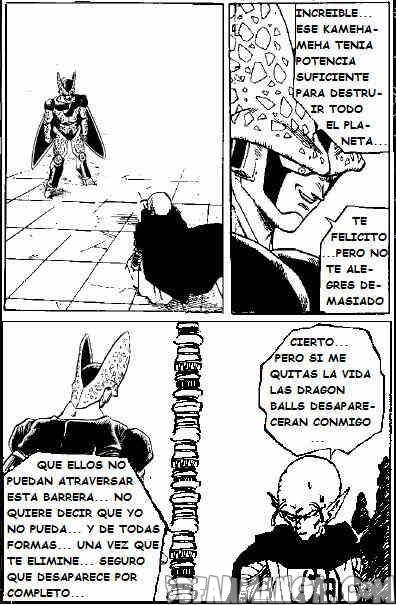 INCREIBLE...
ESE KAMEHA-
MEHA TENIA
POTENCIA
SUFICIENTE
PARA DESTRU-
IR TODO
EL PLA-
NETA...
TE
FELICITO
...PERO NO
TE ALE-
GRES DE-
MASIADO
CIERTO...
PERO SI ME
QUITAS LA VIDA
LAS DRAGON
BALLS DESAPARE-
CERAN CONMIGO
...
QUE ELLOS NO
PUEDAN ATRAVERSAR
ESTA BARRERA... NO
QUIERE DECIR QUE YO
NO PUEDA... Y DE TODAS
FORMAS... UNA VEZ QUE
TE ELIMINE... SEGURO
QUE DESAPARECE POR
COMPLETO...